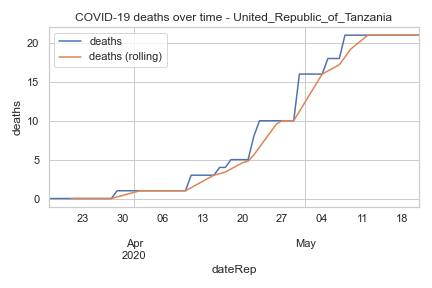 COVID-19 deaths over time - United_Republic_of_Tanzania
deaths
deaths (rolling)
deaths
20
15
10
5
0
23 30 06 13 20 27 04 11 18
Apr May
2020
dateRep